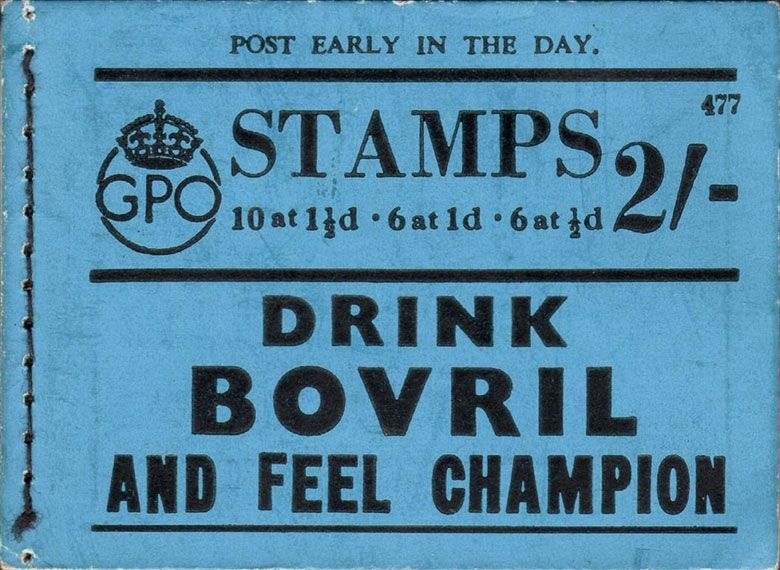 POST EARLY IN THE DAY.
477
STAMPS 2/-
GPO
10 at 1½d · 6 at 1d · 6 at ½d
DRINK
BOVRIL
AND FEEL CHAMPION